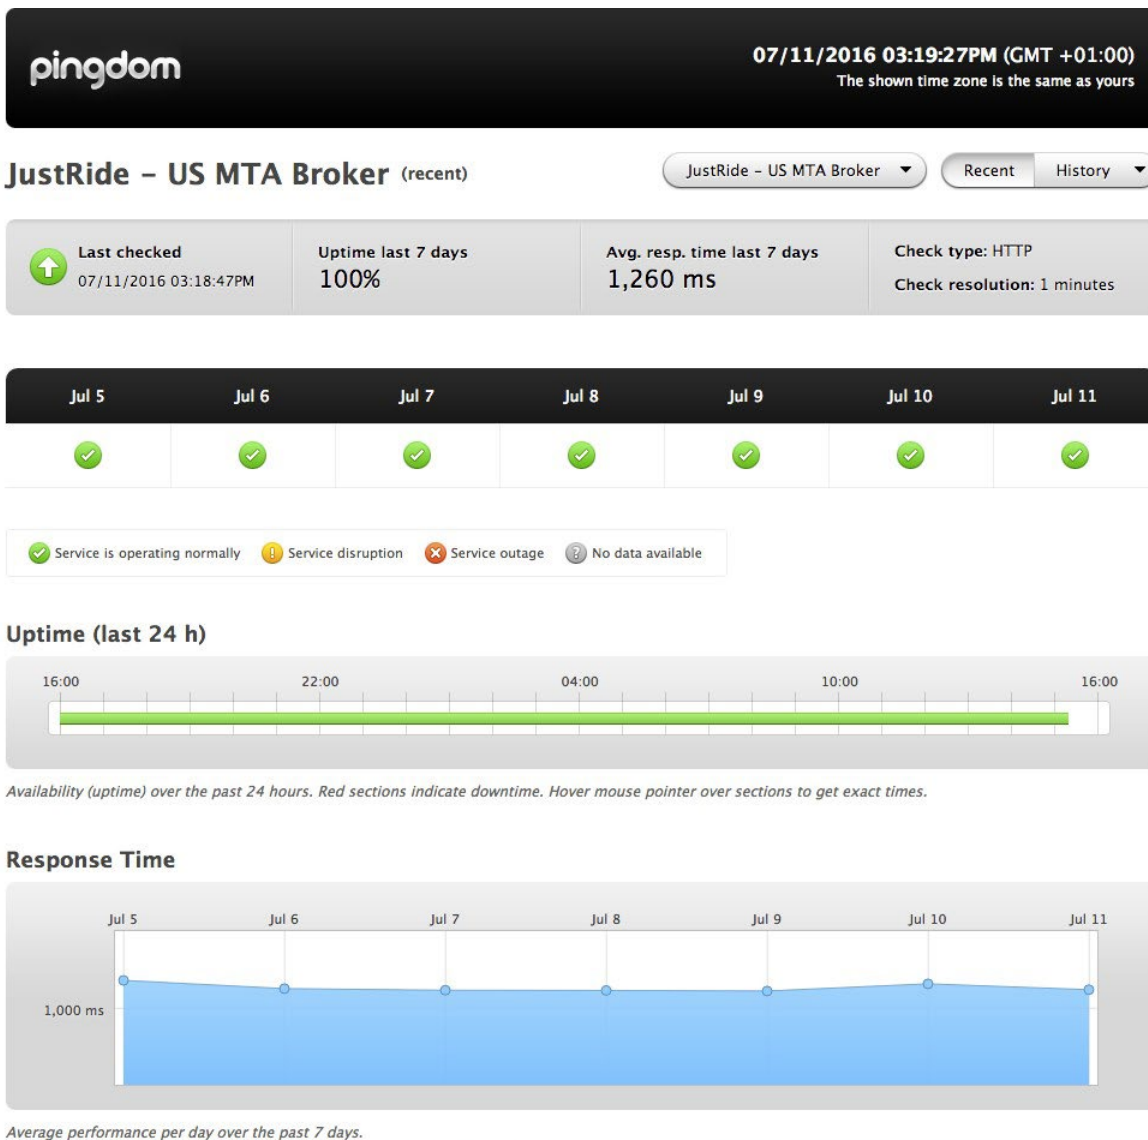 pingdom
07/11/2016 03:19:27PM (GMT +01:00)
The shown time zone is the same as yours
JustRide – US MTA Broker (recent)
JustRide – US MTA Broker
Recent
History
Last checked
07/11/2016 03:18:47PM
Uptime last 7 days
100%
Avg. resp. time last 7 days
1,260 ms
Check type: HTTP
Check resolution: 1 minutes
Jul 5 Jul 6 Jul 7 Jul 8 Jul 9 Jul 10 Jul 11
Service is operating normally Service disruption Service outage No data available
Uptime (last 24 h)
16:00 22:00 04:00 10:00 16:00
Availability (uptime) over the past 24 hours. Red sections indicate downtime. Hover mouse pointer over sections to get exact times.
Response Time
Jul 5 Jul 6 Jul 7 Jul 8 Jul 9 Jul 10 Jul 11
1,000 ms
Average performance per day over the past 7 days.